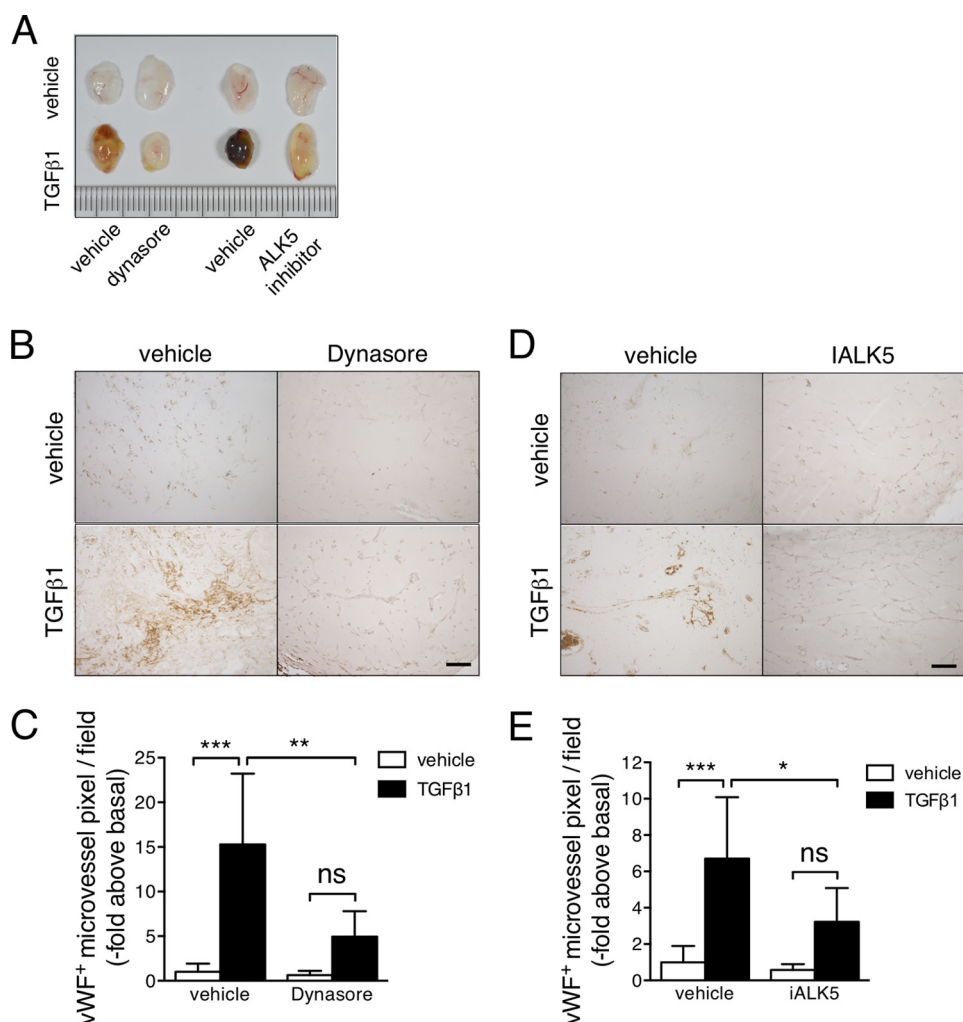 A
vehicle
TGFβ1
vehicle
dynasore
vehicle
ALK5
inhibitor
B
vehicle
Dynasore
vehicle
TGFβ1
D
vehicle
IALK5
vehicle
TGFβ1
C
vWF+ microvessel pixel / field
(-fold above basal)
25
20
15
10
5
0
***
**
ns
vehicle
TGFβ1
vehicle
Dynasore
E
vWF+ microvessel pixel / field
(-fold above basal)
12
10
8
6
4
2
0
***
*
ns
vehicle
TGFβ1
vehicle
iALK5